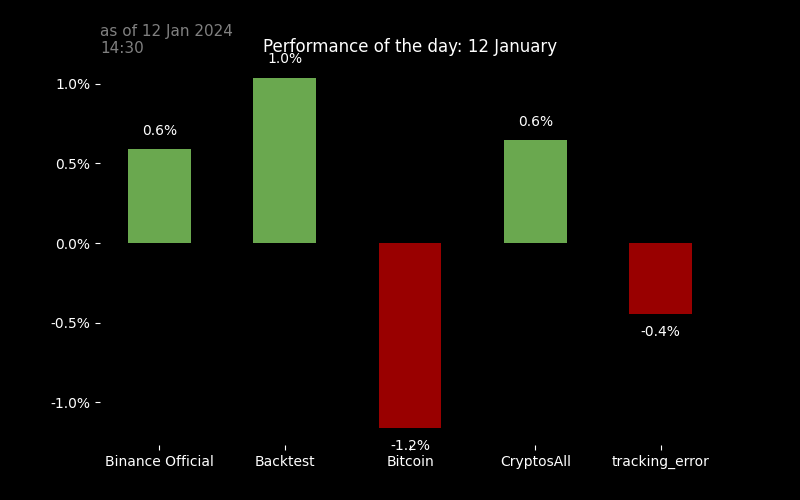 as of 12 Jan 2024
14:30
Performance of the day: 12 January
1.0%
1.0%
0.6%
0.6%
0.5%
0.0%
-0.5%
-0.4%
-1.0%
-1.2%
Binance Official
Backtest
Bitcoin
CryptosAll
tracking_error